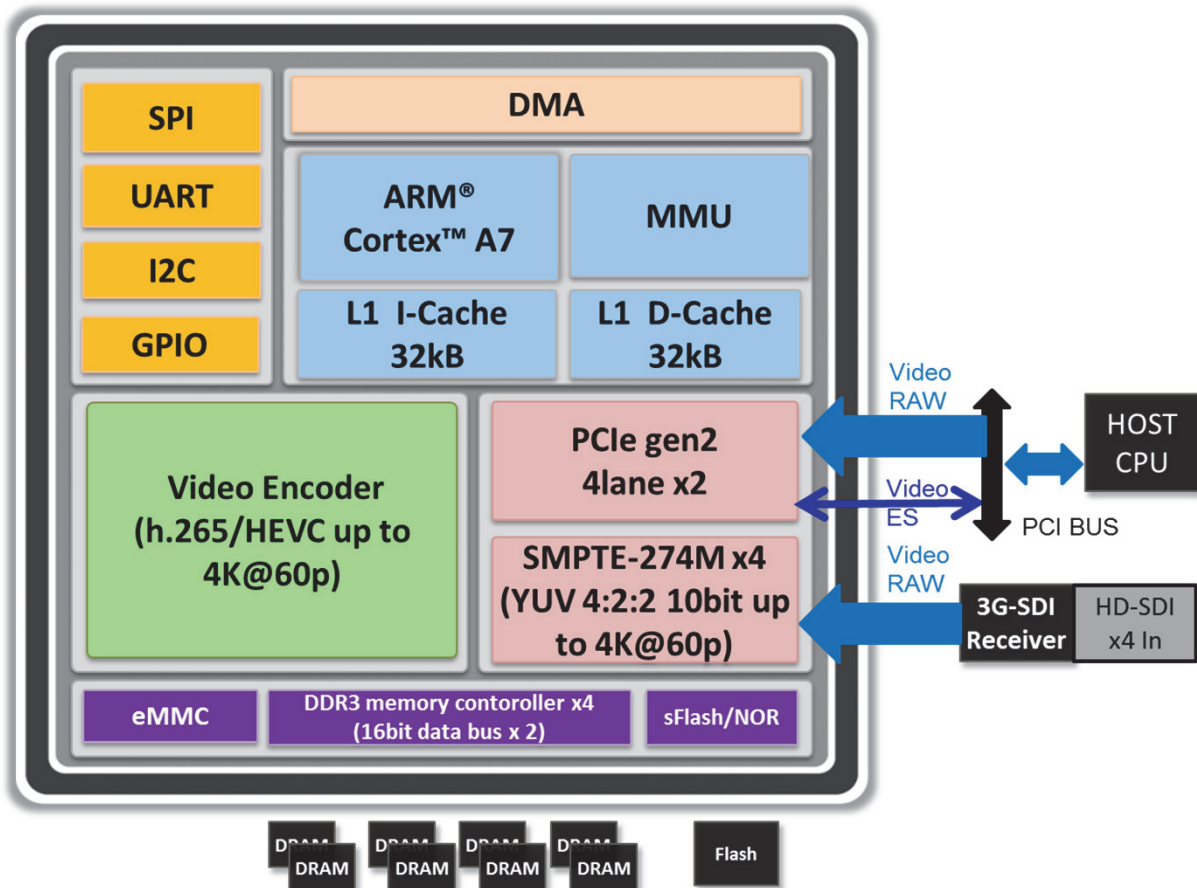 SPI
UART
I2C
GPIO
DMA
ARM®
Cortex™ A7
MMU
L1 I-Cache
32kB
L1 D-Cache
32kB
Video Encoder
(h.265/HEVC up to
4K@60p)
PCIe gen2
4lane x2
SMPTE-274M x4
(YUV 4:2:2 10bit up
to 4K@60p)
Video
RAW
Video
ES
PCI BUS
HOST
CPU
Video
RAW
3G-SDI
Receiver
HD-SDI
x4 In
eMMC
DDR3 memory contoroller x4
(16bit data bus x 2)
sFlash/NOR
DRAM
DRAM
DRAM
DRAM
DRAM
DRAM
DRAM
DRAM
Flash